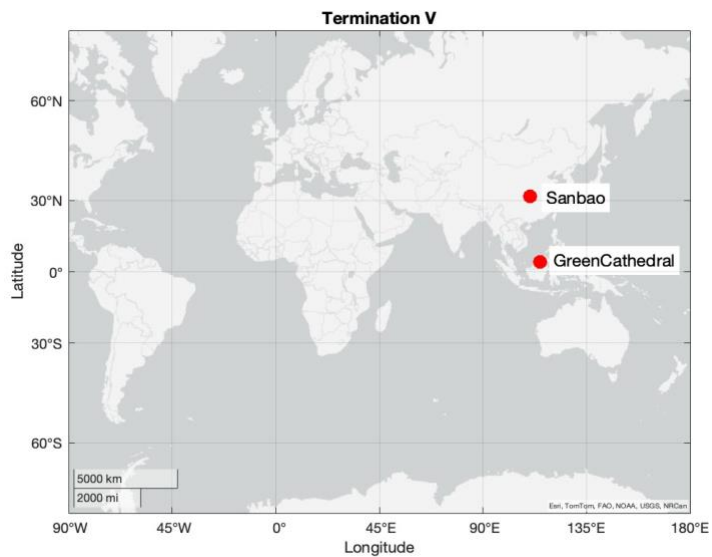 Termination V
60°N
30°N
0°
30°S
60°S
Latitude
Sanbao
GreenCathedral
5000 km
2000 mi
Esri, TomTom, FAO, NOAA, USGS, NRCan
90°W 45°W 0° 45°E 90°E 135°E 180°E
Longitude